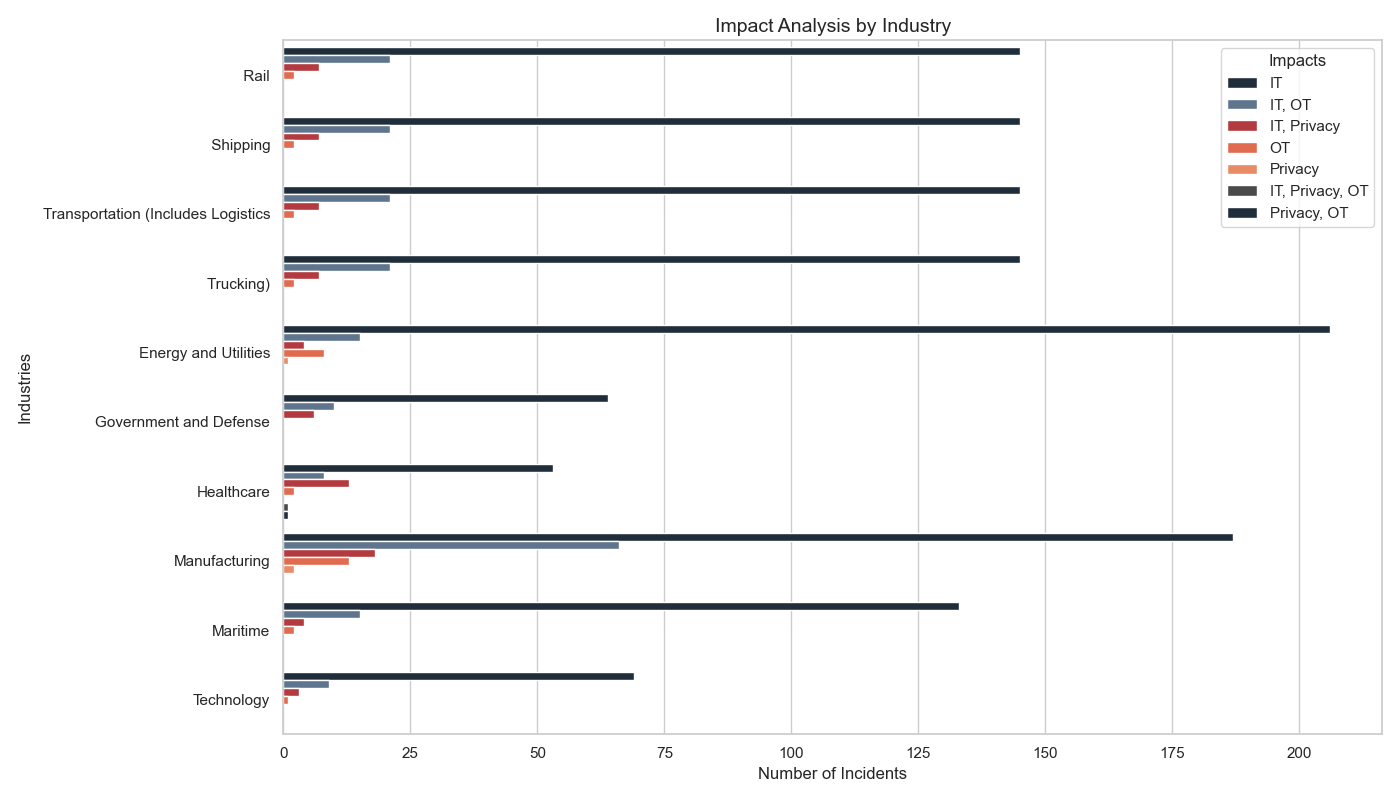 Impact Analysis by Industry
Impacts
IT
IT, OT
IT, Privacy
OT
Privacy
IT, Privacy, OT
Privacy, OT
Industries
Rail
Shipping
Transportation (Includes Logistics
Trucking)
Energy and Utilities
Government and Defense
Healthcare
Manufacturing
Maritime
Technology
0 25 50 75 100 125 150 175 200
Number of Incidents